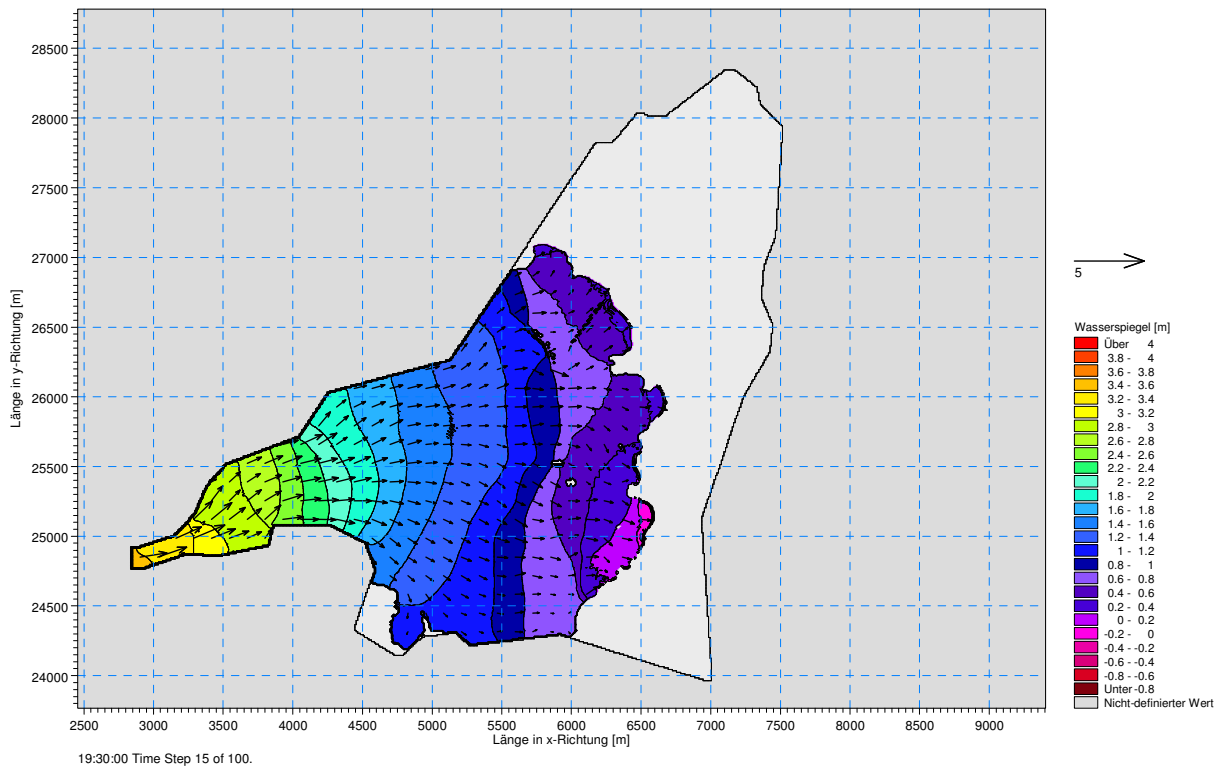 28500
28000
27500
27000
26500
26000
25500
25000
24500
24000
Länge in y-Richtung [m]
2500 3000 3500 4000 4500 5000 5500 6000 6500 7000 7500 8000 8500 9000
Länge in x-Richtung [m]
19:30:00 Time Step 15 of 100.
5
Wasserspiegel [m]
Über 4
3.8 - 4
3.6 - 3.8
3.4 - 3.6
3.2 - 3.4
3 - 3.2
2.8 - 3
2.6 - 2.8
2.4 - 2.6
2.2 - 2.4
2 - 2.2
1.8 - 2
1.6 - 1.8
1.4 - 1.6
1.2 - 1.4
1 - 1.2
0.8 - 1
0.6 - 0.8
0.4 - 0.6
0.2 - 0.4
0 - 0.2
-0.2 - 0
-0.4 - -0.2
-0.6 - -0.4
-0.8 - -0.6
Unter -0.8
Nicht-definierter Wert